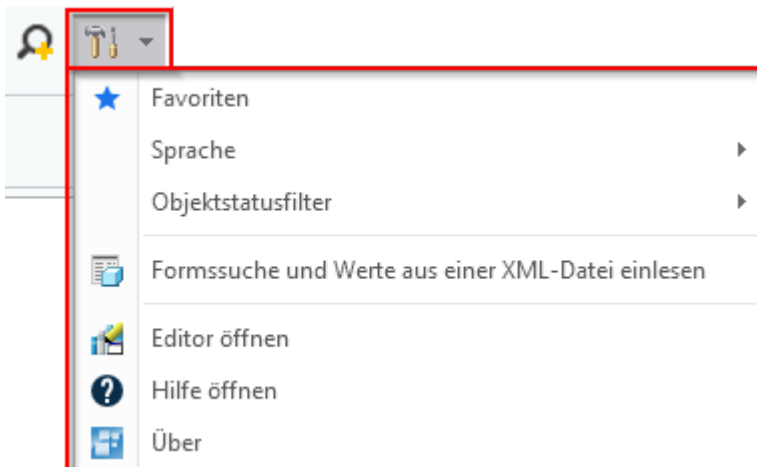 Favoriten
Sprache
Objektstatusfilter
Formssuche und Werte aus einer XML-Datei einlesen
Editor öffnen
Hilfe öffnen
Über